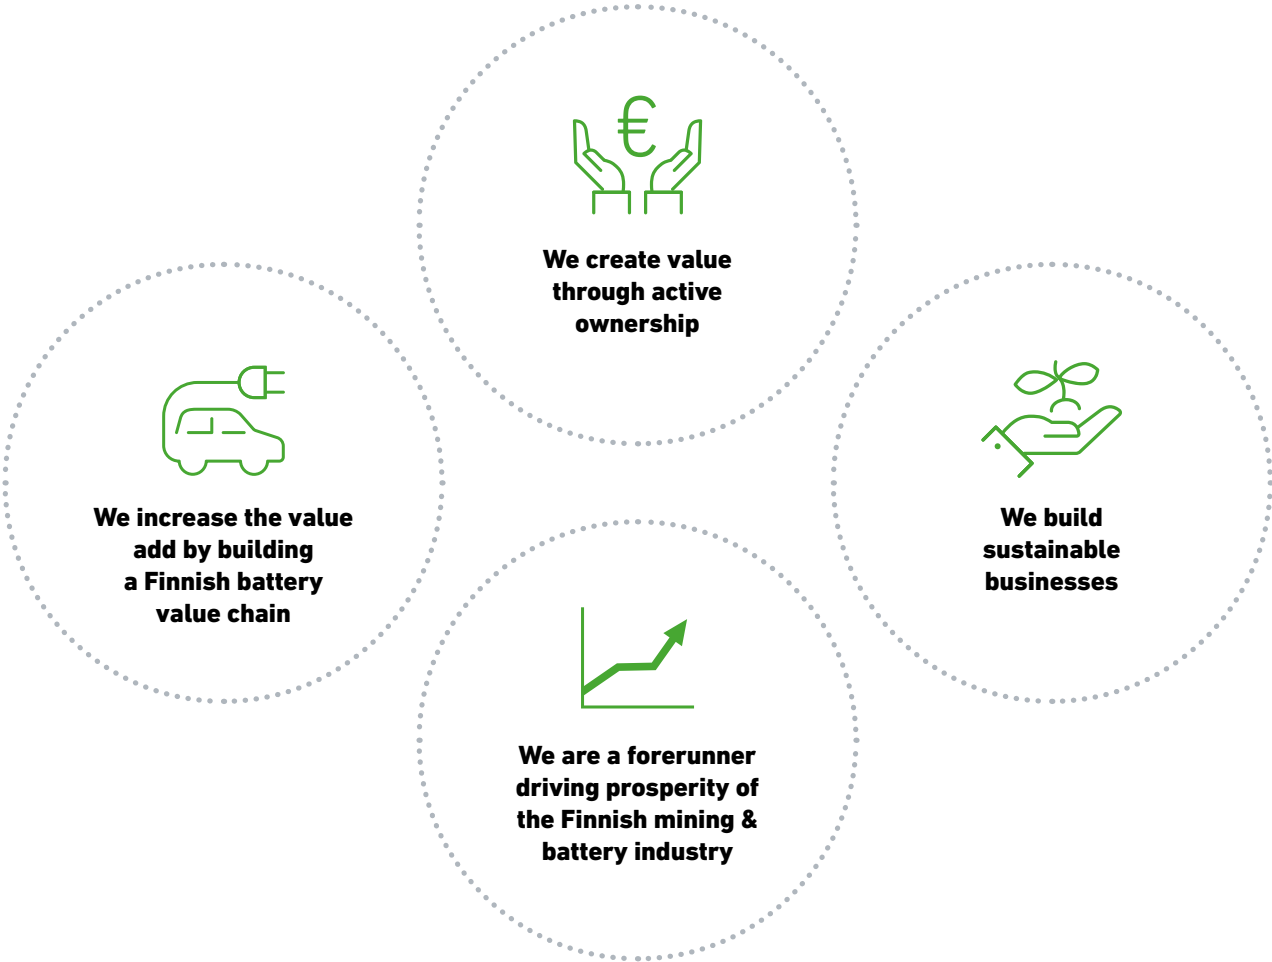 €
We create value
through active
ownership
We increase the value
add by building
a Finnish battery
value chain
We build
sustainable
businesses
We are a forerunner
driving prosperity of
the Finnish mining &
battery industry